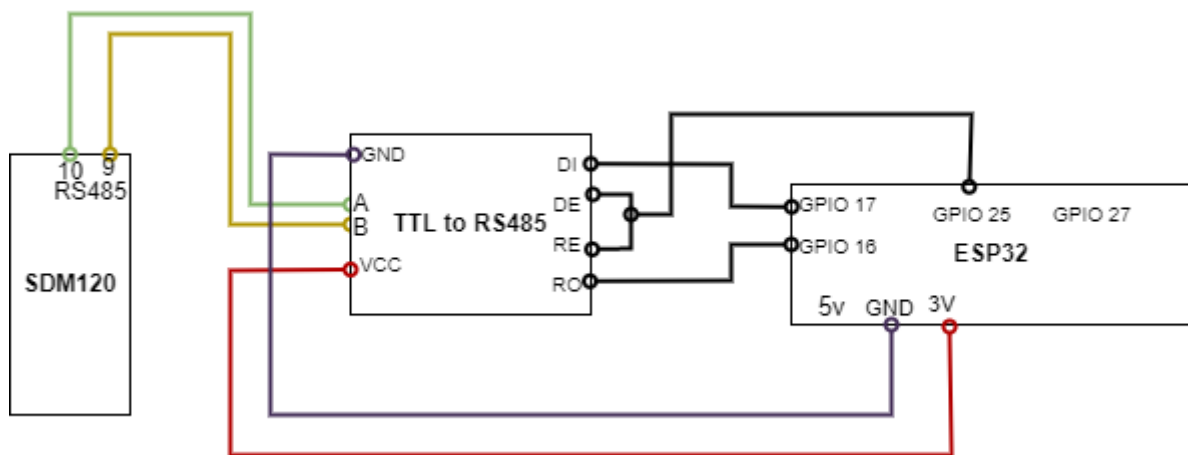 10 9
RS485
SDM120
GND
A
B
VCC
TTL to RS485
DI
DE
RE
RO
GPIO 17
GPIO 16
GPIO 25
GPIO 27
ESP32
5v
GND
3V